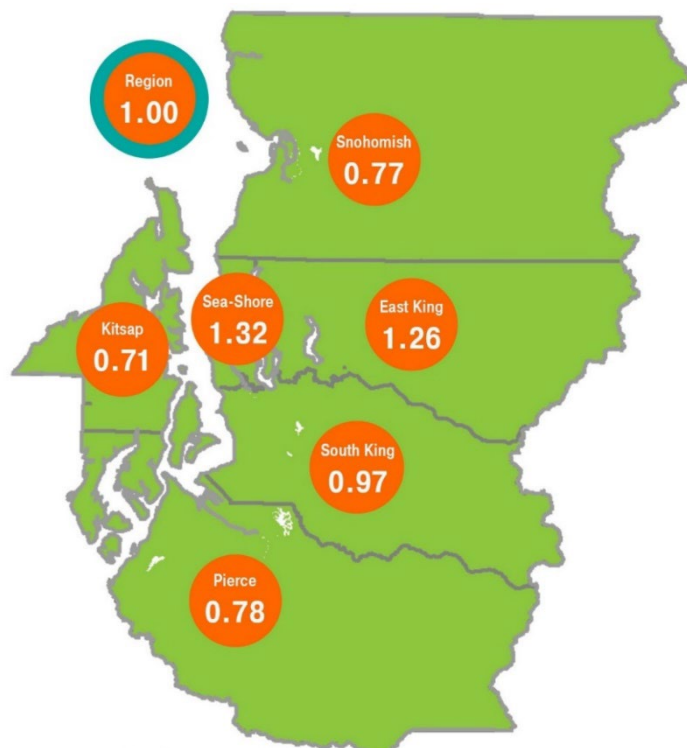 Region
1.00
Snohomish
0.77
Sea-Shore
1.32
East King
1.26
Kitsap
0.71
South King
0.97
Pierce
0.78